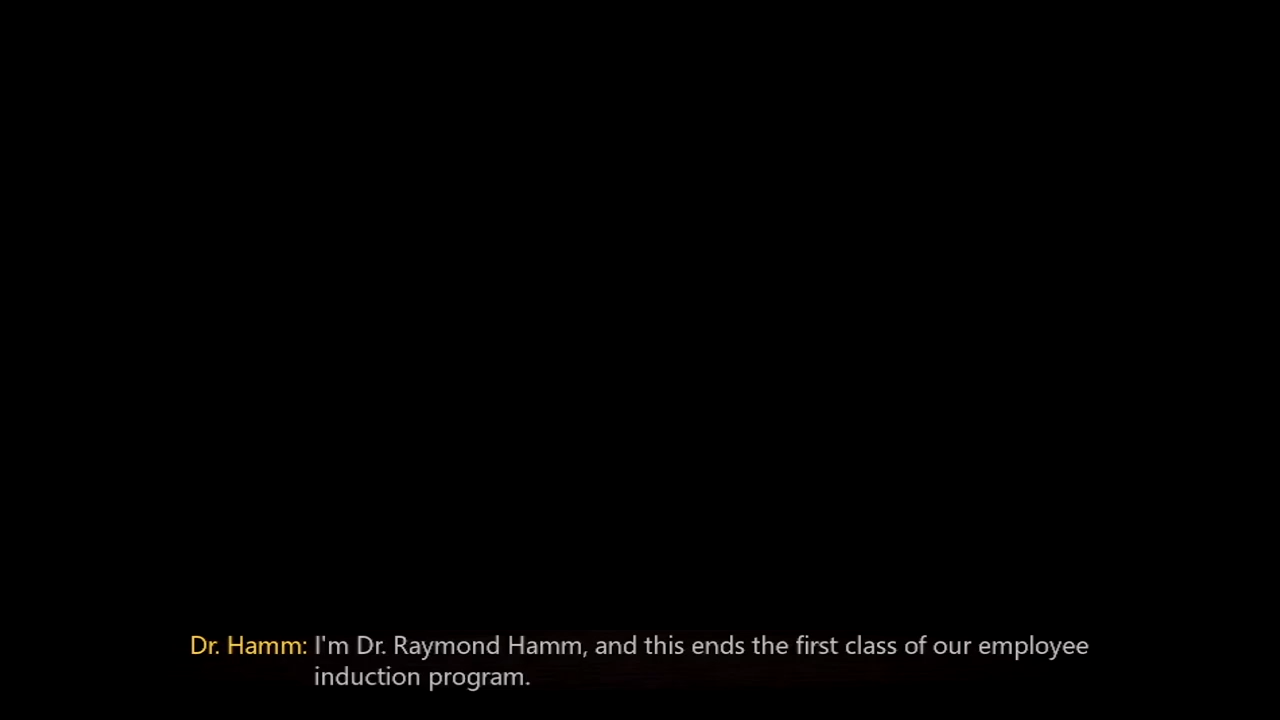 Dr. Hamm: I'm Dr. Raymond Hamm, and this ends the first class of our employee
induction program.